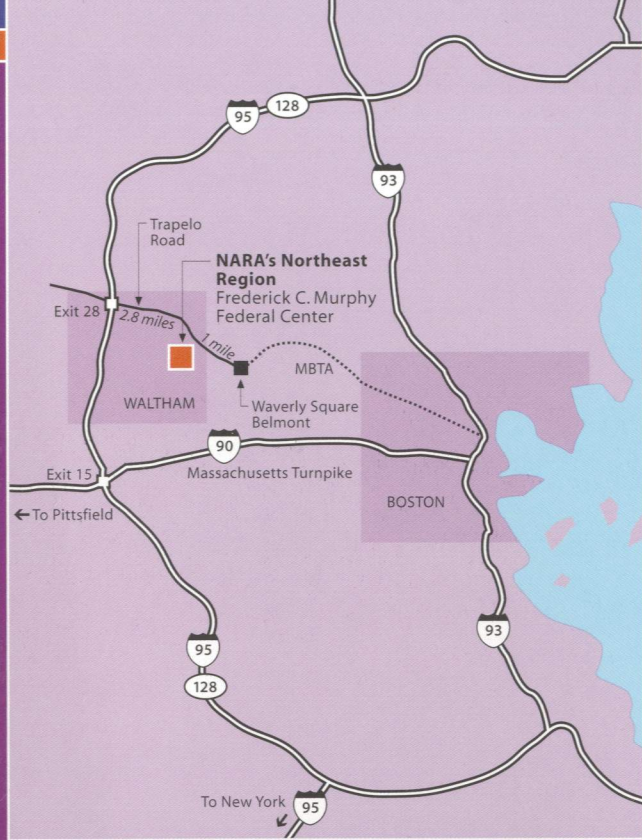 95
128
93
Trapelo
Road
NARA's Northeast
Region
Frederick C. Murphy
Federal Center
Exit 28
2.8 miles
1 mile
MBTA
WALTHAM
Waverly Square
Belmont
90
Exit 15
Massachusetts Turnpike
BOSTON
←To Pittsfield
93
95
128
To New York
95